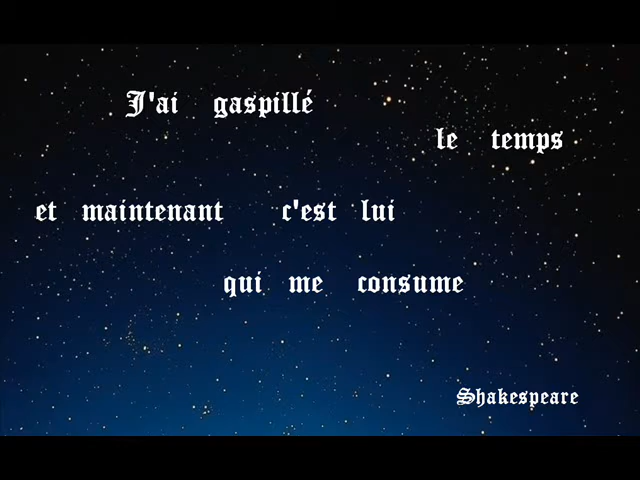 J'ai gaspillé
le temps
et maintenant c'est lui
qui me consume
Shakespeare